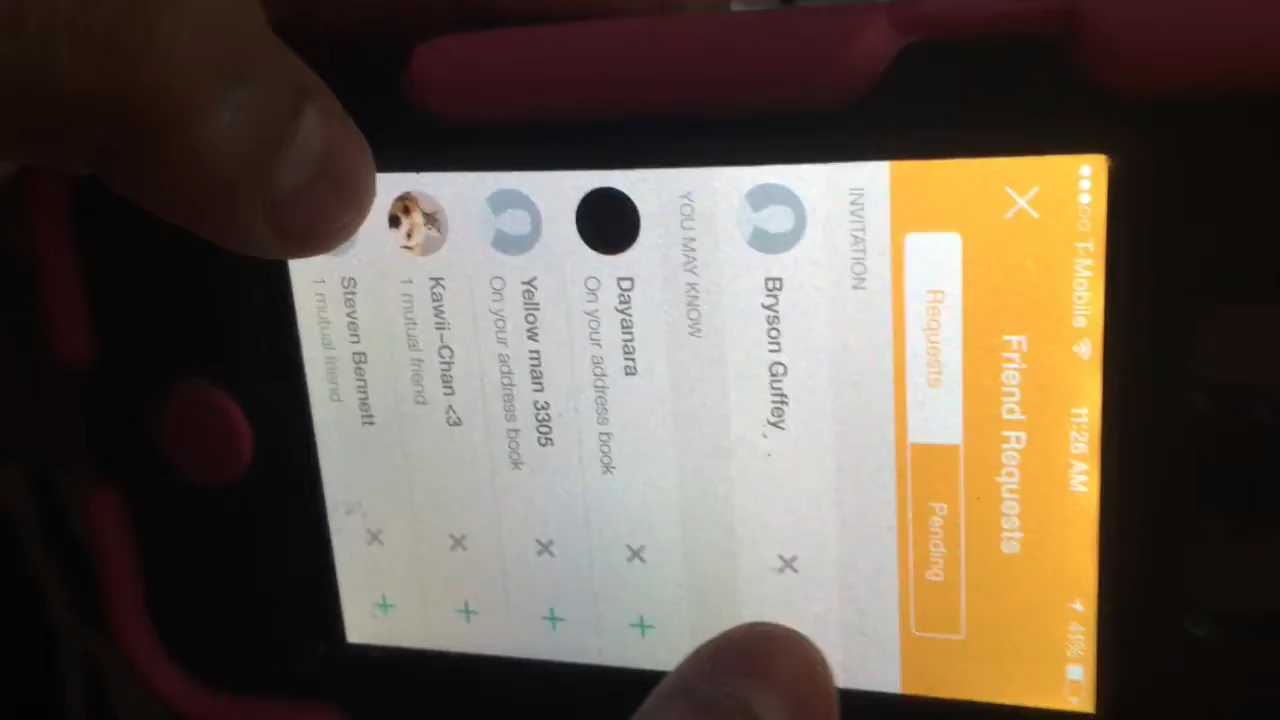 T-Mobile 11:26 AM 41%
Friend Requests
Requests Pending
INVITATION
Bryson Guffey
YOU MAY KNOW
Dayanara
On your address book
Yellow man 3305
On your address book
Kawii~Chan <3
1 mutual friend
Steven Bennett
1 mutual friend